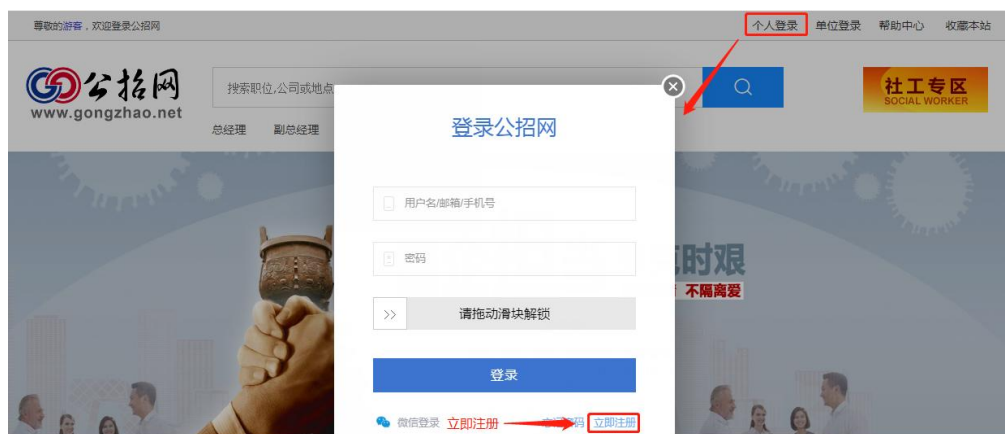 尊敬的游客，欢迎登录公招网
个人登录 单位登录 帮助中心 收藏本站
公招网
www.gongzhao.net
搜索职位,公司或地点
社工专区
SOCIAL WORKER
总经理 副总经理
登录公招网
用户名/邮箱/手机号
密码
时艰
不隔离爱
>> 请拖动滑块解锁
登录
微信登录 立即注册 码 立即注册